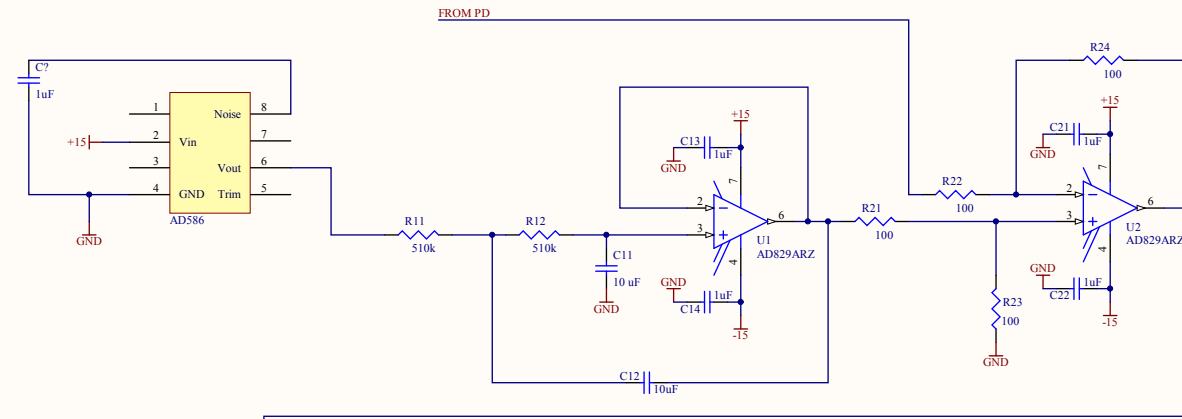 FROM PD
C?
1uF
1
2
3
4
Noise
Vin
Vout
GND
Trim
8
7
6
5
AD586
+15
GND
R11
510k
R12
510k
C11
10 uF
GND
C13
1uF
GND
+15
7
2
3
6
4
U1
AD829ARZ
GND
1uF
C14
-15
C12
10uF
R21
100
R22
100
R23
100
GND
R24
100
+15
C21
1uF
GND
7
2
3
6
4
U2
AD829ARZ
GND
1uF
C22
-15